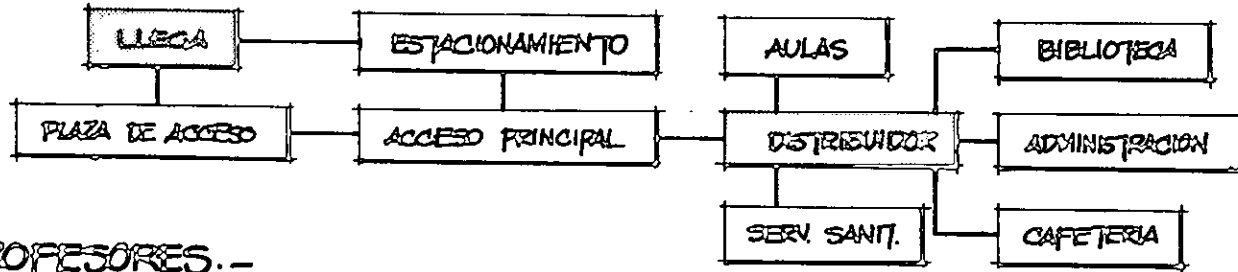 LLEGA
ESTACIONAMIENTO
AULAS
BIBLIOTECA
PLAZA DE ACCESO
ACCESO PRINCIPAL
DISTRIBUIDOR
ADMINISTRACION
SERV. SANIT.
CAFETERIA
OFESORES.-